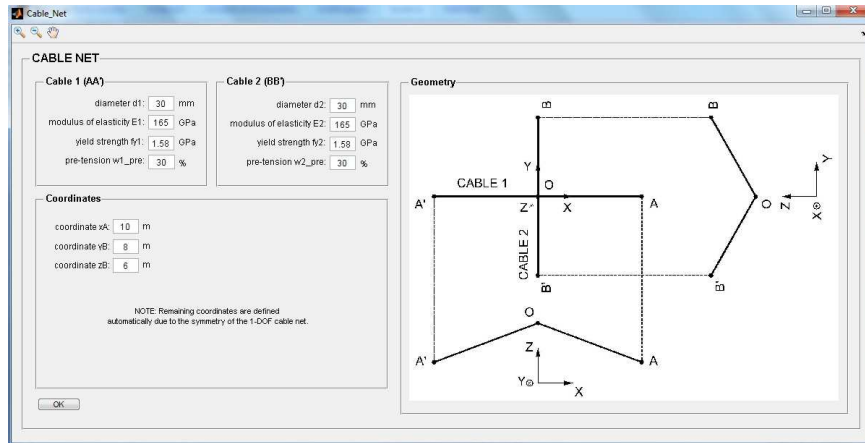 Cable_Net
CABLE NET
Cable 1 (AA')
diameter d1: 30 mm
modulus of elasticity E1: 165 GPa
yield strength fy1: 1.58 GPa
pre-tension w1_pre: 30 %
Cable 2 (BB')
diameter d2: 30 mm
modulus of elasticity E2: 165 GPa
yield strength fy2: 1.58 GPa
pre-tension w2_pre: 30 %
Coordinates
coordinate xA: 10 m
coordinate yB: 8 m
coordinate zB: 6 m
NOTE: Remaining coordinates are defined
automatically due to the symmetry of the 1-DOF cable net.
OK
Geometry
B
B
Y
CABLE 1
O
A'
Z
X
A
CABLE 2
B'
B'
O
Z
Y
X
O
A'
A
Z
Y
X